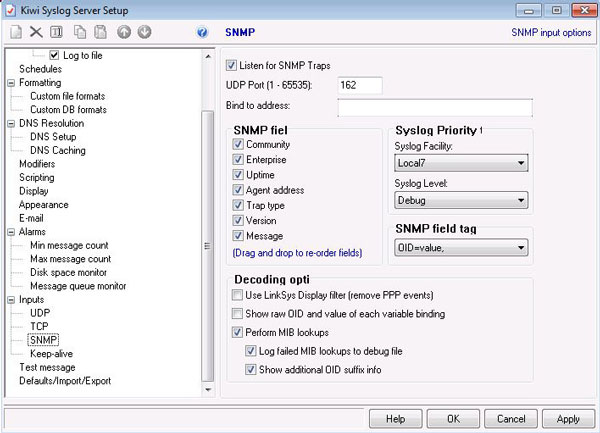 Kiwi Syslog Server Setup
SNMP
SNMP input options
Log to file
Schedules
Formatting
Custom file formats
Custom DB formats
DNS Resolution
DNS Setup
DNS Caching
Modifiers
Scripting
Display
Appearance
E-mail
Alarms
Min message count
Max message count
Disk space monitor
Message queue monitor
Inputs
UDP
TCP
SNMP
Keep-alive
Test message
Defaults/Import/Export
Listen for SNMP Traps
UDP Port (1 - 65535): 162
Bind to address:
SNMP fiel
Community
Enterprise
Uptime
Agent address
Trap type
Version
Message
(Drag and drop to re-order fields)
Syslog Priority t
Syslog Facility:
Local7
Syslog Level:
Debug
SNMP field tag
OID=value,
Decoding opti
Use LinkSys Display filter (remove PPP events)
Show raw OID and value of each variable binding
Perform MIB lookups
Log failed MIB lookups to debug file
Show additional OID suffix info
Help
OK
Cancel
Apply